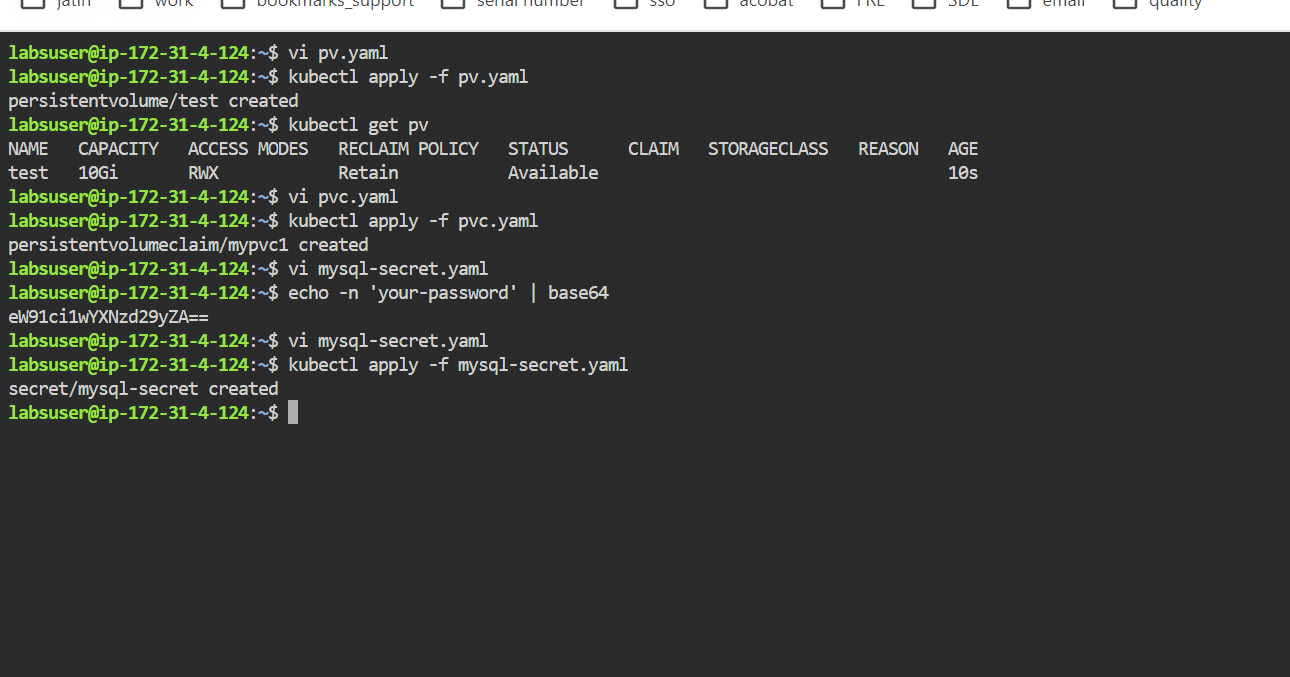 jatin work bookmarks_support serial number sso acobat FRL SDL email quality
labsuser@ip-172-31-4-124:~$ vi pv.yaml
labsuser@ip-172-31-4-124:~$ kubectl apply -f pv.yaml
persistentvolume/test created
labsuser@ip-172-31-4-124:~$ kubectl get pv
NAME CAPACITY ACCESS MODES RECLAIM POLICY STATUS CLAIM STORAGECLASS REASON AGE
test 10Gi RWX Retain Available 10s
labsuser@ip-172-31-4-124:~$ vi pvc.yaml
labsuser@ip-172-31-4-124:~$ kubectl apply -f pvc.yaml
persistentvolumeclaim/mypvc1 created
labsuser@ip-172-31-4-124:~$ vi mysql-secret.yaml
labsuser@ip-172-31-4-124:~$ echo -n 'your-password' | base64
eW91ci1wYXNzd29yZA==
labsuser@ip-172-31-4-124:~$ vi mysql-secret.yaml
labsuser@ip-172-31-4-124:~$ kubectl apply -f mysql-secret.yaml
secret/mysql-secret created
labsuser@ip-172-31-4-124:~$